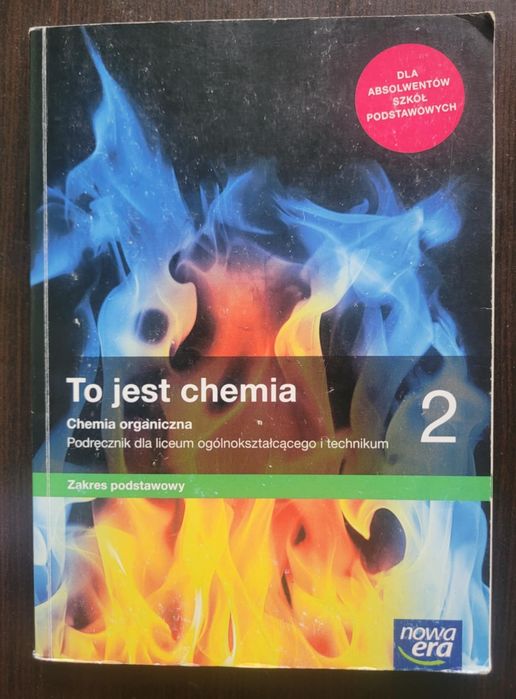 DLA
ABSOLWENTÓW
SZKÓŁ
PODSTAWOWYCH
To jest chemia
2
Chemia organiczna
Podręcznik dla liceum ogólnokształcącego i technikum
Zakres podstawowy
nowa
era